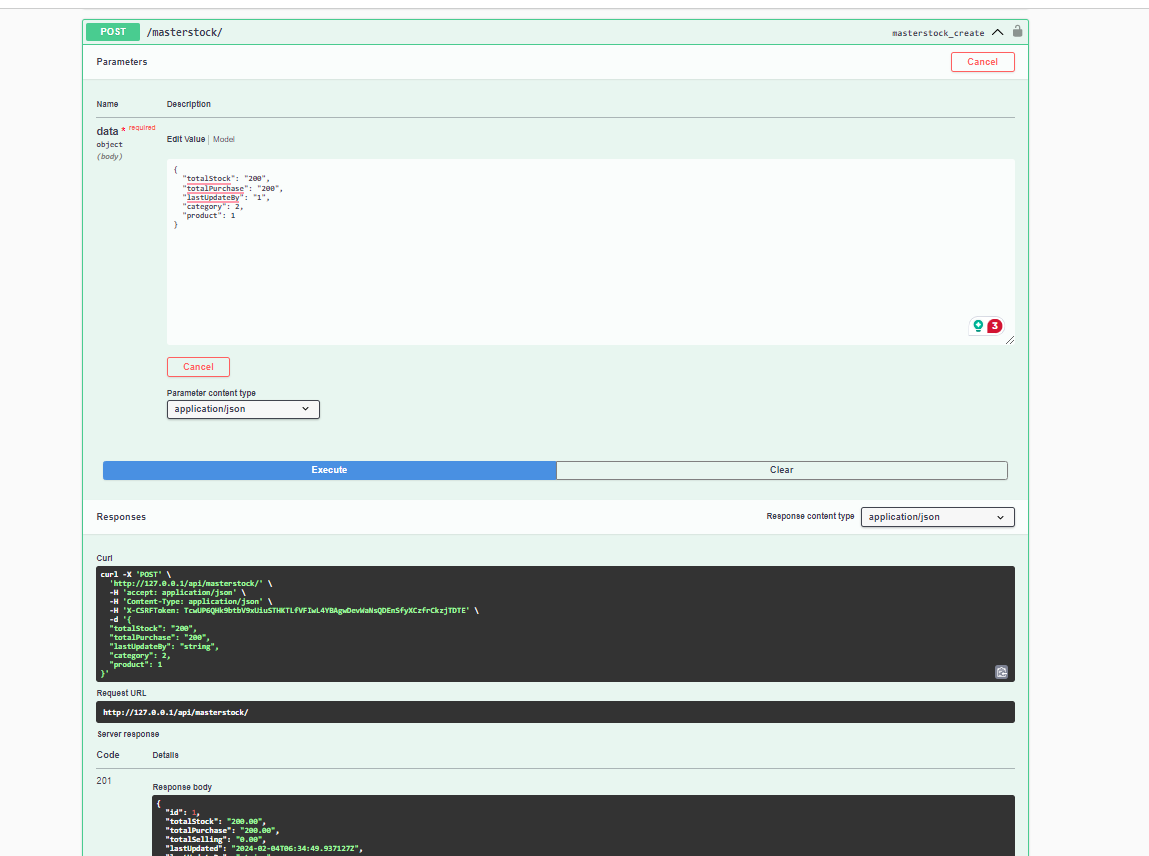 POST /masterstock/ masterstock_create
Parameters Cancel
Name Description
data * required
object
(body)
Edit Value | Model
{
  "totalStock": "200",
  "totalPurchase": "200",
  "lastUpdateBy": "1",
  "category": 2,
  "product": 1
}
3
Cancel
Parameter content type
application/json
Execute Clear
Responses Response content type application/json
Curl
curl -X 'POST' \
  'http://127.0.0.1/api/masterstock/' \
  -H 'accept: application/json' \
  -H 'Content-Type: application/json' \
  -H 'X-CSRFToken: \
  -d '{
  "totalStock": "200",
  "totalPurchase": "200",
  "lastUpdateBy": "string",
  "category": 2,
  "product": 1
}'
Request URL
http://127.0.0.1/api/masterstock/
Server response
Code Details
201
Response body
{
  "id": 1,
  "totalStock": "200.00",
  "totalPurchase": "200.00",
  "totalSelling": "0.00",
  "lastUpdated": "2024-02-04T06:34:49.937127Z",